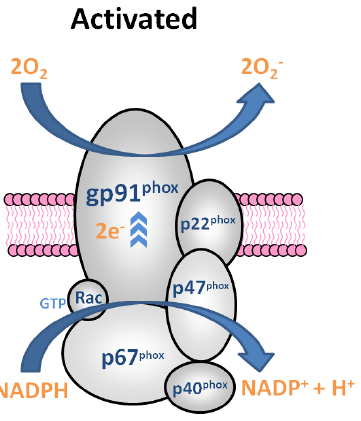 Activated
2O₂
2O₂⁻
gp91ᵖʰᵒˣ
2e⁻
p22ᵖʰᵒˣ
p47ᵖʰᵒˣ
GTP
Rac
p67ᵖʰᵒˣ
NADPH
p40ᵖʰᵒˣ
NADP⁺ + H⁺